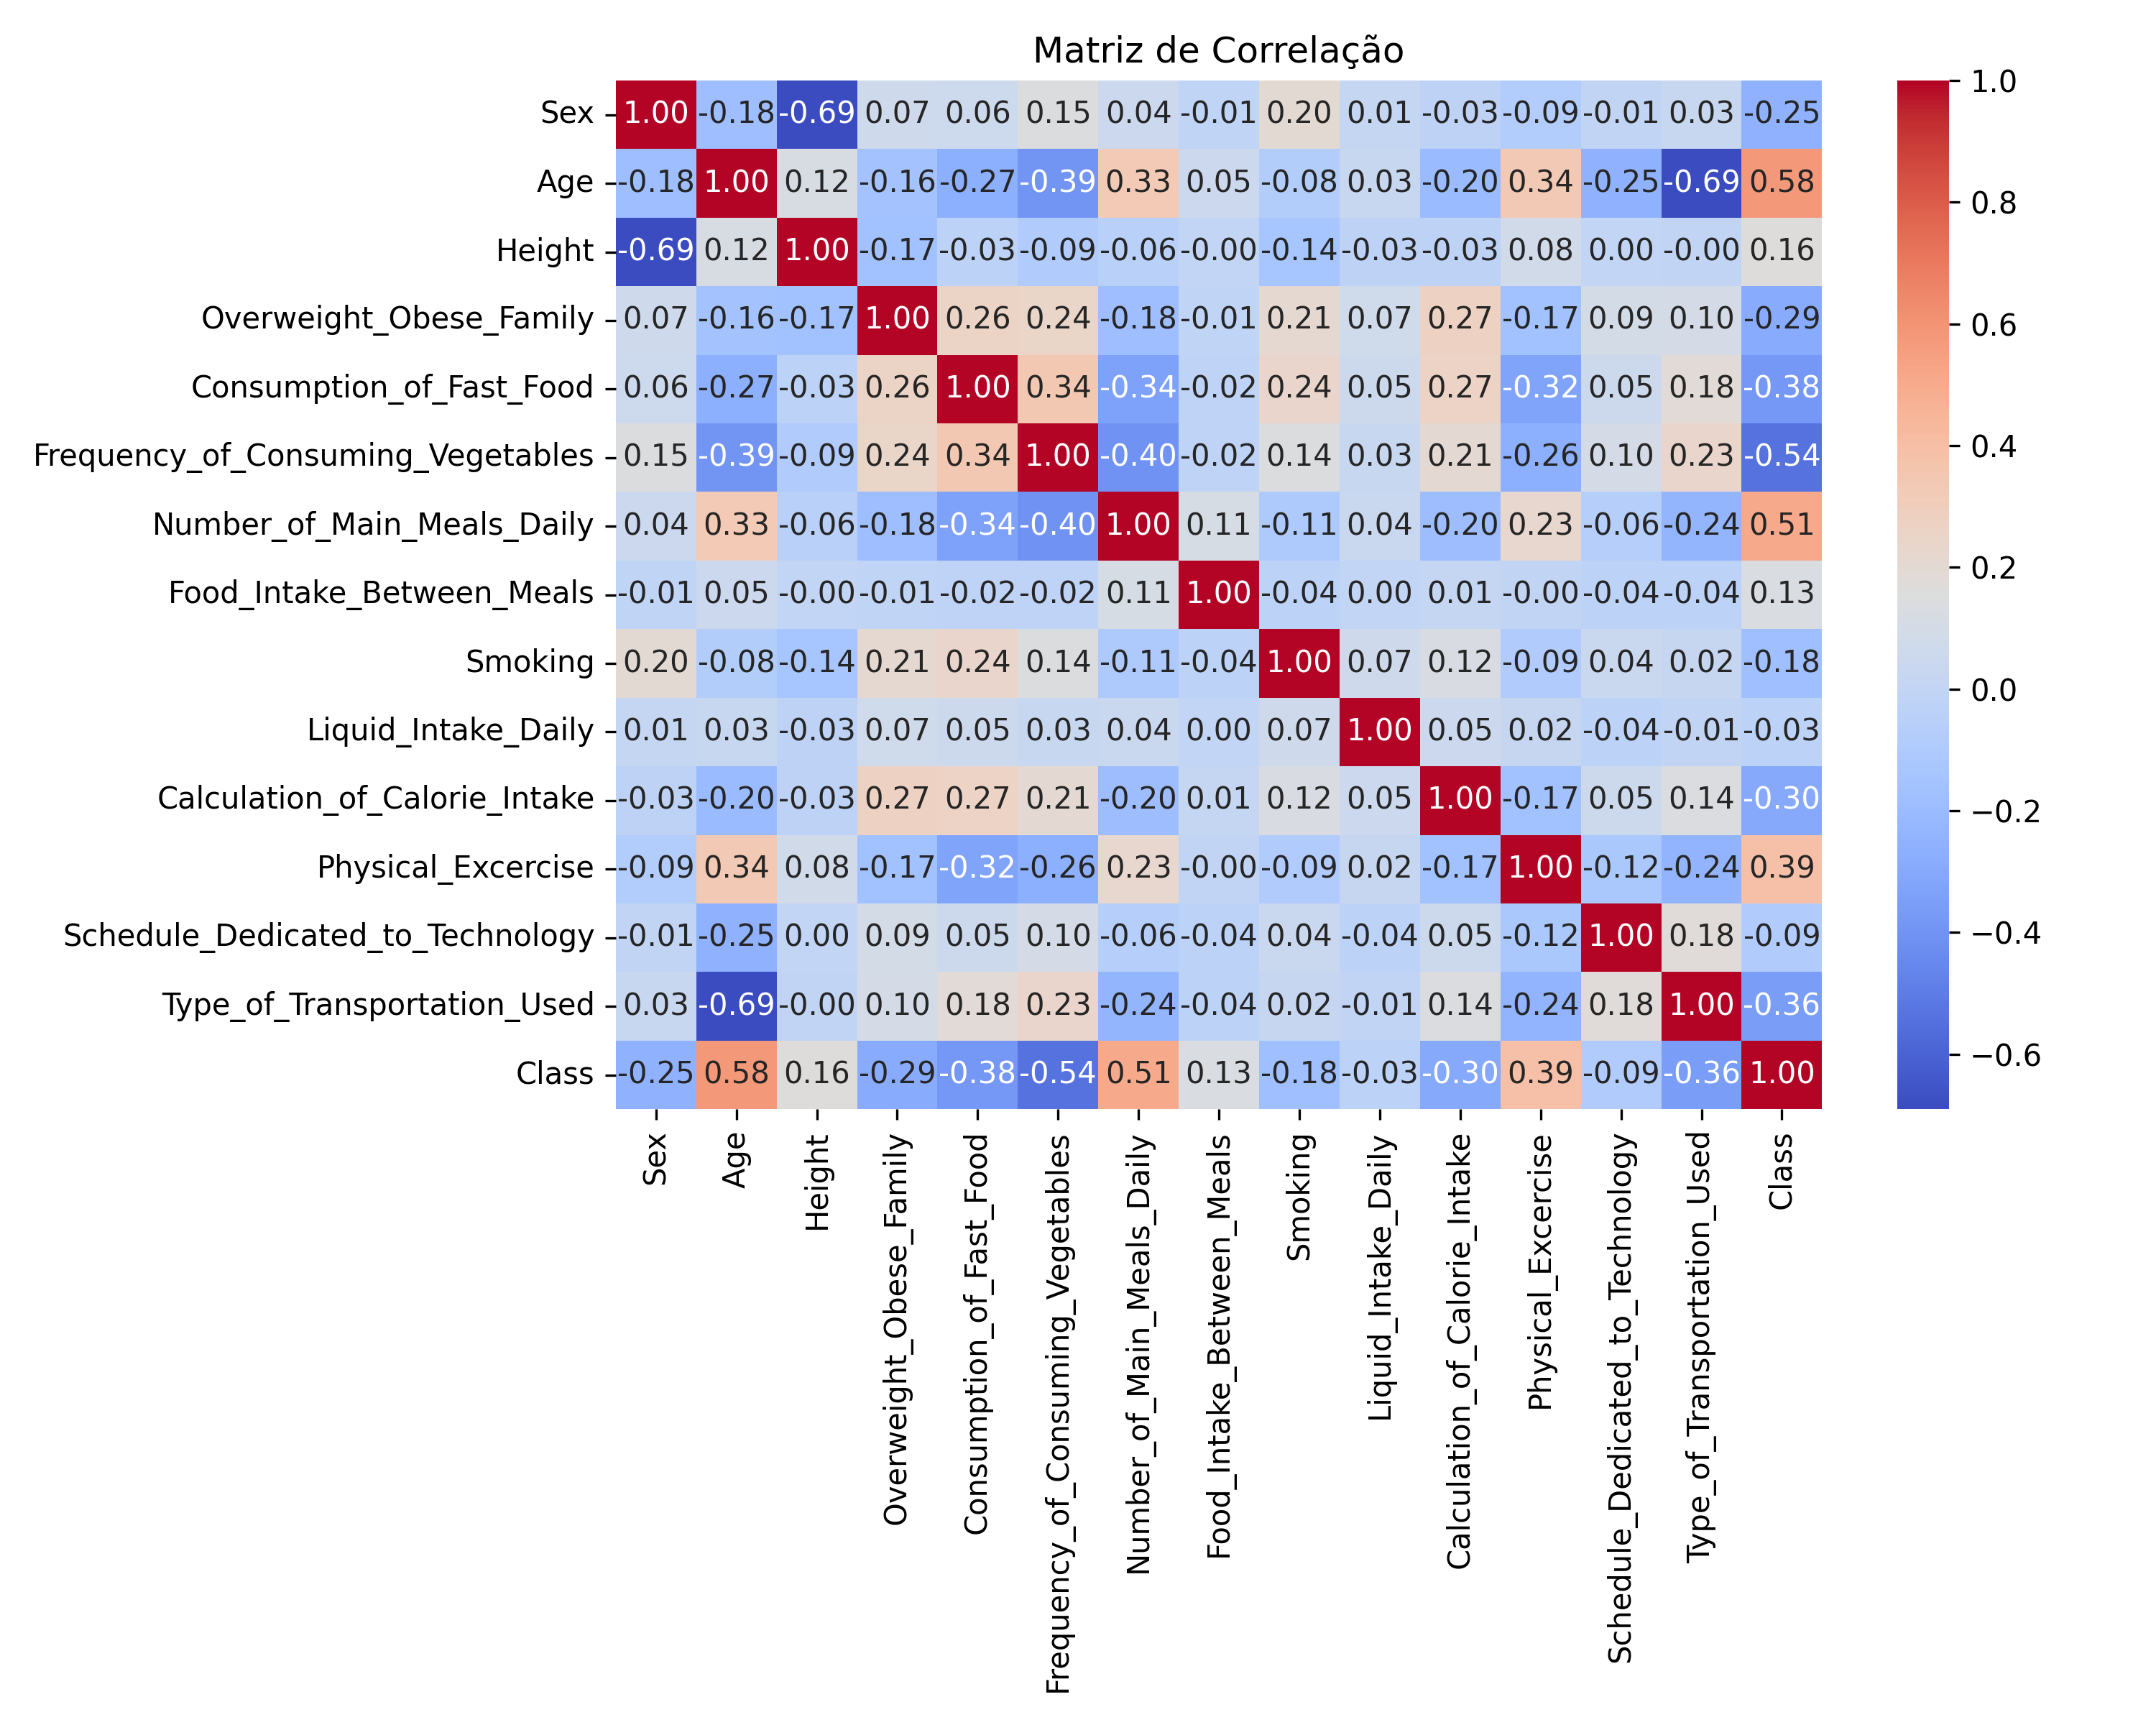 Matriz de Correlação
Sex 1.00 -0.18 -0.69 0.07 0.06 0.15 0.04 -0.01 0.20 0.01 -0.03 -0.09 -0.01 0.03 -0.25
Age -0.18 1.00 0.12 -0.16 -0.27 -0.39 0.33 0.05 -0.08 0.03 -0.20 0.34 -0.25 -0.69 0.58
Height -0.69 0.12 1.00 -0.17 -0.03 -0.09 -0.06 -0.00 -0.14 -0.03 -0.03 0.08 0.00 -0.00 0.16
Overweight_Obese_Family 0.07 -0.16 -0.17 1.00 0.26 0.24 -0.18 -0.01 0.21 0.07 0.27 -0.17 0.09 0.10 -0.29
Consumption_of_Fast_Food 0.06 -0.27 -0.03 0.26 1.00 0.34 -0.34 -0.02 0.24 0.05 0.27 -0.32 0.05 0.18 -0.38
Frequency_of_Consuming_Vegetables 0.15 -0.39 -0.09 0.24 0.34 1.00 -0.40 -0.02 0.14 0.03 0.21 -0.26 0.10 0.23 -0.54
Number_of_Main_Meals_Daily 0.04 0.33 -0.06 -0.18 -0.34 -0.40 1.00 0.11 -0.11 0.04 -0.20 0.23 -0.06 -0.24 0.51
Food_Intake_Between_Meals -0.01 0.05 -0.00 -0.01 -0.02 -0.02 0.11 1.00 -0.04 0.00 0.01 -0.00 -0.04 -0.04 0.13
Smoking 0.20 -0.08 -0.14 0.21 0.24 0.14 -0.11 -0.04 1.00 0.07 0.12 -0.09 0.04 0.02 -0.18
Liquid_Intake_Daily 0.01 0.03 -0.03 0.07 0.05 0.03 0.04 0.00 0.07 1.00 0.05 0.02 -0.04 -0.01 -0.03
Calculation_of_Calorie_Intake -0.03 -0.20 -0.03 0.27 0.27 0.21 -0.20 0.01 0.12 0.05 1.00 -0.17 0.05 0.14 -0.30
Physical_Excercise -0.09 0.34 0.08 -0.17 -0.32 -0.26 0.23 -0.00 -0.09 0.02 -0.17 1.00 -0.12 -0.24 0.39
Schedule_Dedicated_to_Technology -0.01 -0.25 0.00 0.09 0.05 0.10 -0.06 -0.04 0.04 -0.04 0.05 -0.12 1.00 0.18 -0.09
Type_of_Transportation_Used 0.03 -0.69 -0.00 0.10 0.18 0.23 -0.24 -0.04 0.02 -0.01 0.14 -0.24 0.18 1.00 -0.36
Class -0.25 0.58 0.16 -0.29 -0.38 -0.54 0.51 0.13 -0.18 -0.03 -0.30 0.39 -0.09 -0.36 1.00
Sex
Age
Height
Overweight_Obese_Family
Consumption_of_Fast_Food
Frequency_of_Consuming_Vegetables
Number_of_Main_Meals_Daily
Food_Intake_Between_Meals
Smoking
Liquid_Intake_Daily
Calculation_of_Calorie_Intake
Physical_Excercise
Schedule_Dedicated_to_Technology
Type_of_Transportation_Used
Class
1.0
0.8
0.6
0.4
0.2
0.0
−0.2
−0.4
−0.6